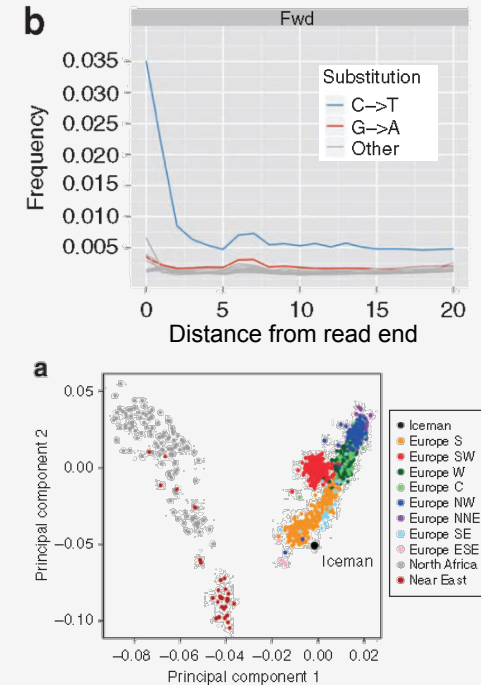 b
Fwd
0.035
0.030
0.025
0.020
0.015
0.010
0.005
Frequency
Substitution
C->T
G->A
Other
0 5 10 15 20
Distance from read end
a
0.05
0.00
−0.05
−0.10
Principal component 2
Iceman
Iceman
Europe S
Europe SW
Europe W
Europe C
Europe NW
Europe NNE
Europe SE
Europe ESE
North Africa
Near East
−0.08 −0.06 −0.04 −0.02 0.00 0.02
Principal component 1